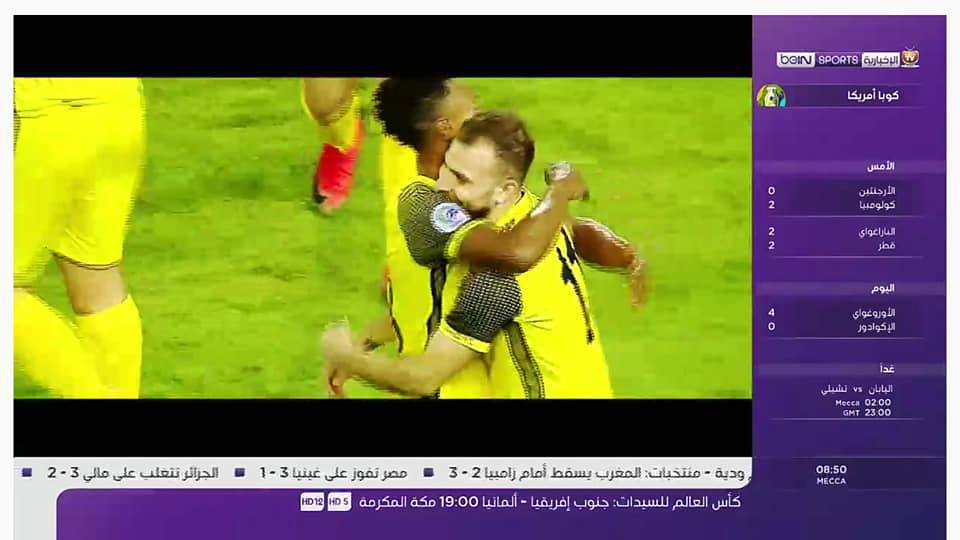 beIN SPORTS الإخبارية
كوبا أمريكا
الأمس
الأرجنتين 0
كولومبيا 2
الباراغواي 2
قطر 2
اليوم
الأوروغواي 4
الإكوادور 0
غداً
اليابان vs تشيلي
Mecca 02:00
GMT 23:00
08:50
MECCA
ودية - منتخبات: المغرب يسقط أمام زامبيا 2 - 3 مصر تفوز على غينيا 3 - 1 الجزائر تتغلب على مالي 3 - 2
كأس العالم للسيدات: جنوب إفريقيا - ألمانيا 19:00 مكة المكرمة HD 5 HD12